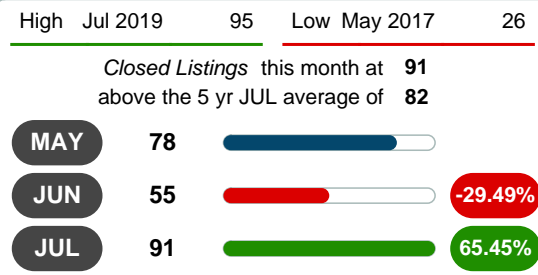 High Jul 2019 95 Low May 2017 26
Closed Listings this month at 91
above the 5 yr JUL average of 82
MAY 78
JUN 55 -29.49%
JUL 91 65.45%